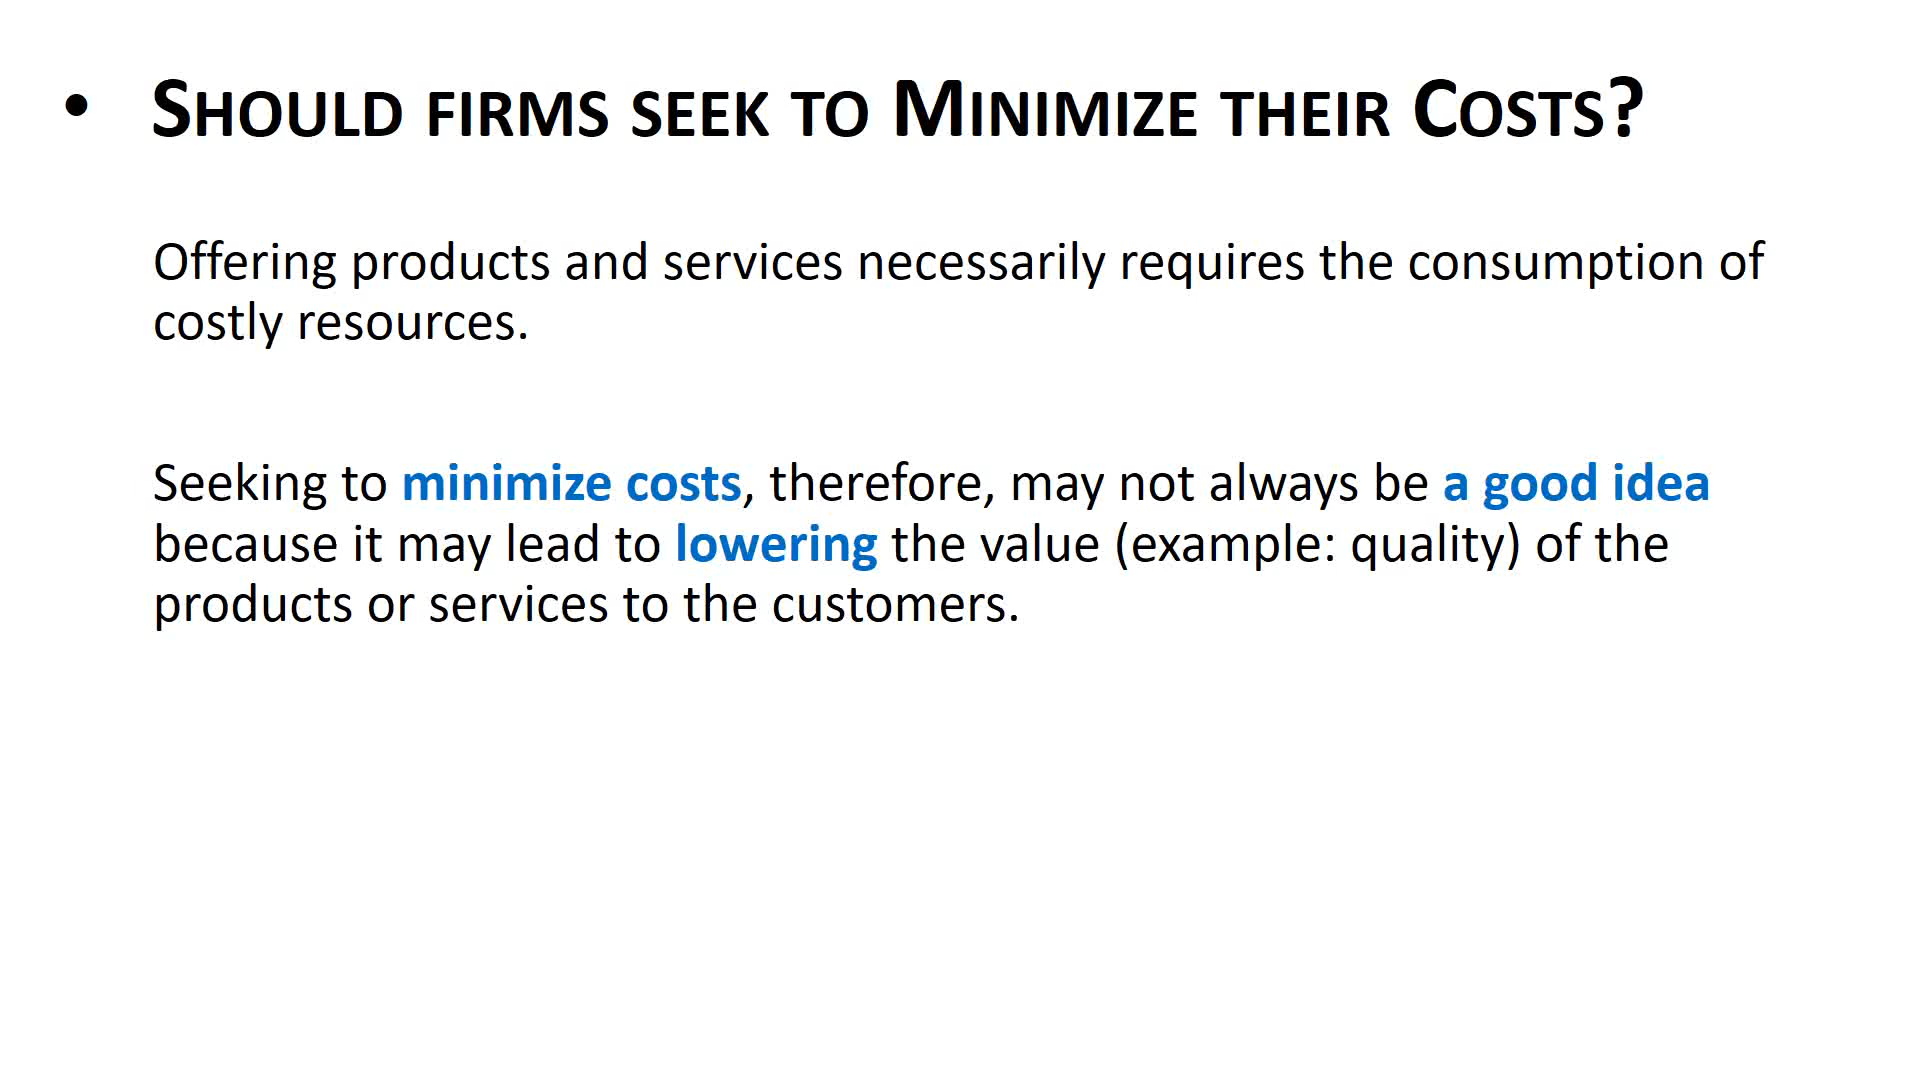 • Should firms seek to Minimize their Costs?
Offering products and services necessarily requires the consumption of
costly resources.
Seeking to minimize costs, therefore, may not always be a good idea
because it may lead to lowering the value (example: quality) of the
products or services to the customers.